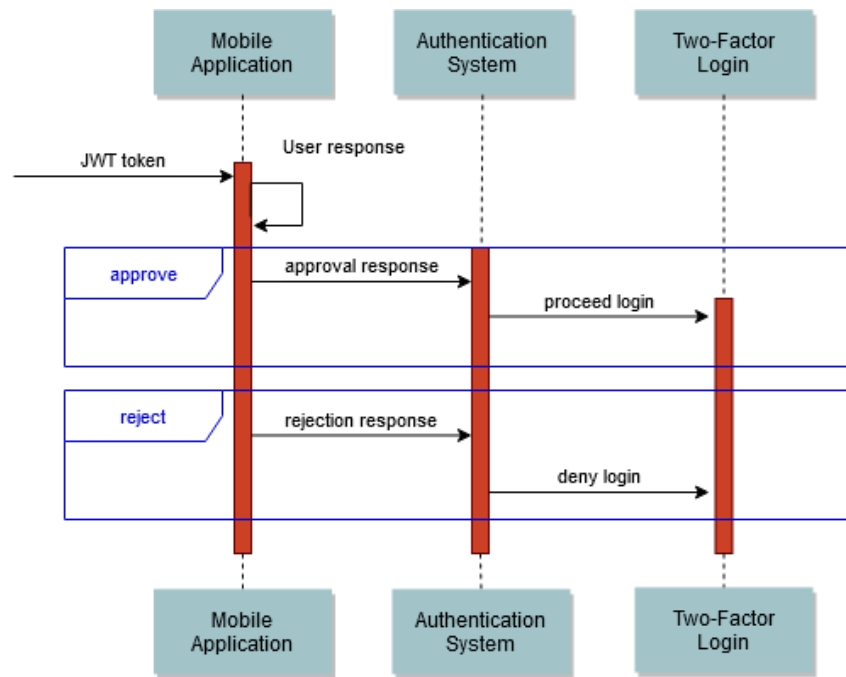 Mobile
Application
Authentication
System
Two-Factor
Login
JWT token
User response
approve
approval response
proceed login
reject
rejection response
deny login
Mobile
Application
Authentication
System
Two-Factor
Login